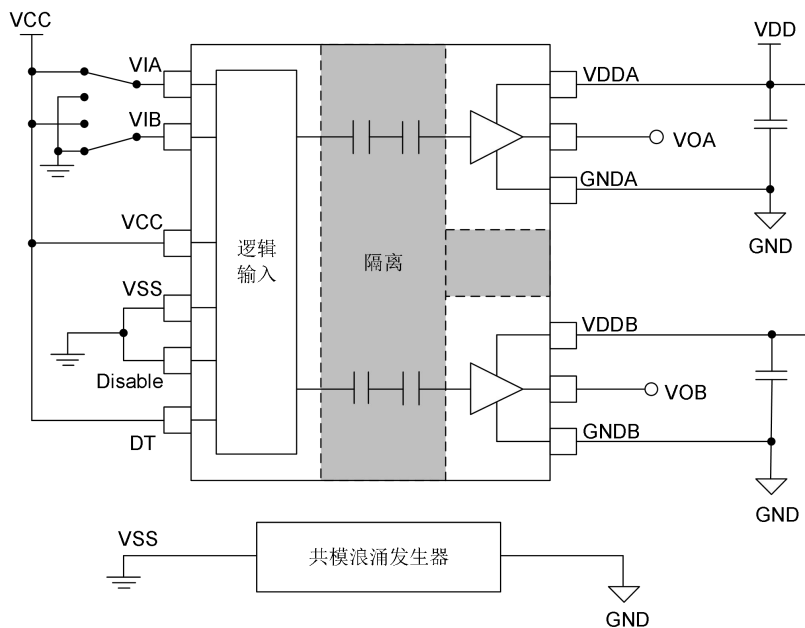 VCC
VDD
VIA
VDDA
VIB
VOA
GNDA
VCC
逻辑
输入
隔离
GND
VSS
VDDB
Disable
VOB
DT
GNDB
GND
VSS
共模浪涌发生器
GND